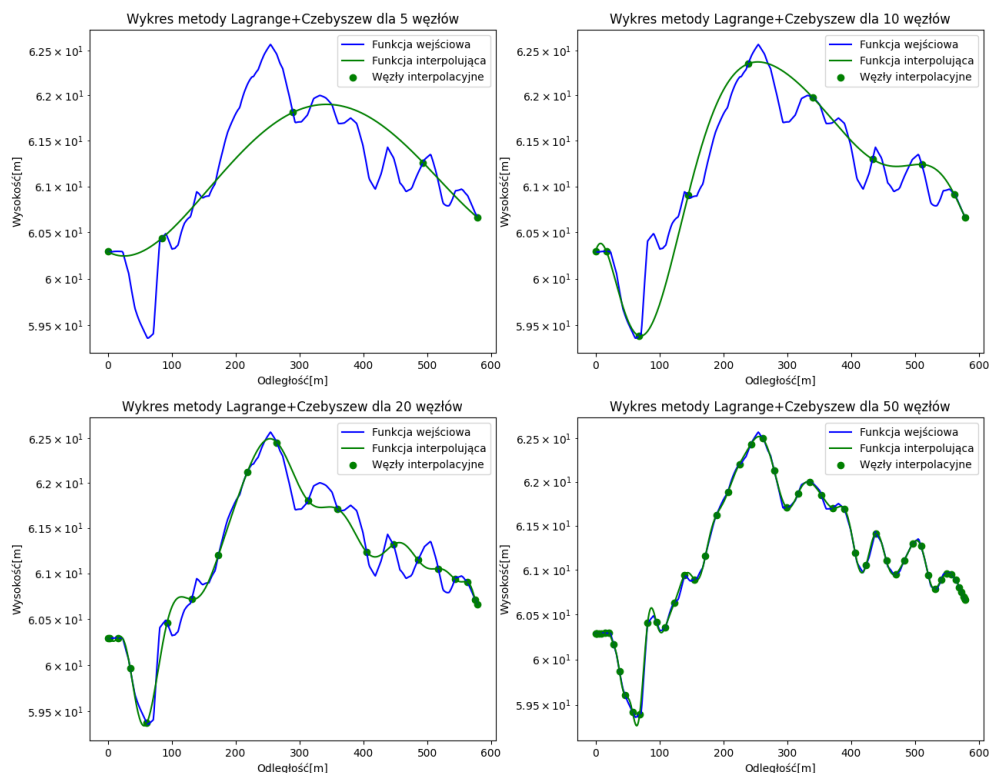 Wykres metody Lagrange+Czebyszew dla 5 węzłów
Funkcja wejściowa
Funkcja interpolująca
Węzły interpolacyjne
Wysokość[m]
6.25 × 10¹
6.2 × 10¹
6.15 × 10¹
6.1 × 10¹
6.05 × 10¹
6 × 10¹
5.95 × 10¹
0 100 200 300 400 500 600
Odległość[m]
Wykres metody Lagrange+Czebyszew dla 10 węzłów
Funkcja wejściowa
Funkcja interpolująca
Węzły interpolacyjne
Wysokość[m]
6.25 × 10¹
6.2 × 10¹
6.15 × 10¹
6.1 × 10¹
6.05 × 10¹
6 × 10¹
5.95 × 10¹
0 100 200 300 400 500 600
Odległość[m]
Wykres metody Lagrange+Czebyszew dla 20 węzłów
Funkcja wejściowa
Funkcja interpolująca
Węzły interpolacyjne
Wysokość[m]
6.25 × 10¹
6.2 × 10¹
6.15 × 10¹
6.1 × 10¹
6.05 × 10¹
6 × 10¹
5.95 × 10¹
0 100 200 300 400 500 600
Odległość[m]
Wykres metody Lagrange+Czebyszew dla 50 węzłów
Funkcja wejściowa
Funkcja interpolująca
Węzły interpolacyjne
Wysokość[m]
6.25 × 10¹
6.2 × 10¹
6.15 × 10¹
6.1 × 10¹
6.05 × 10¹
6 × 10¹
5.95 × 10¹
0 100 200 300 400 500 600
Odległość[m]